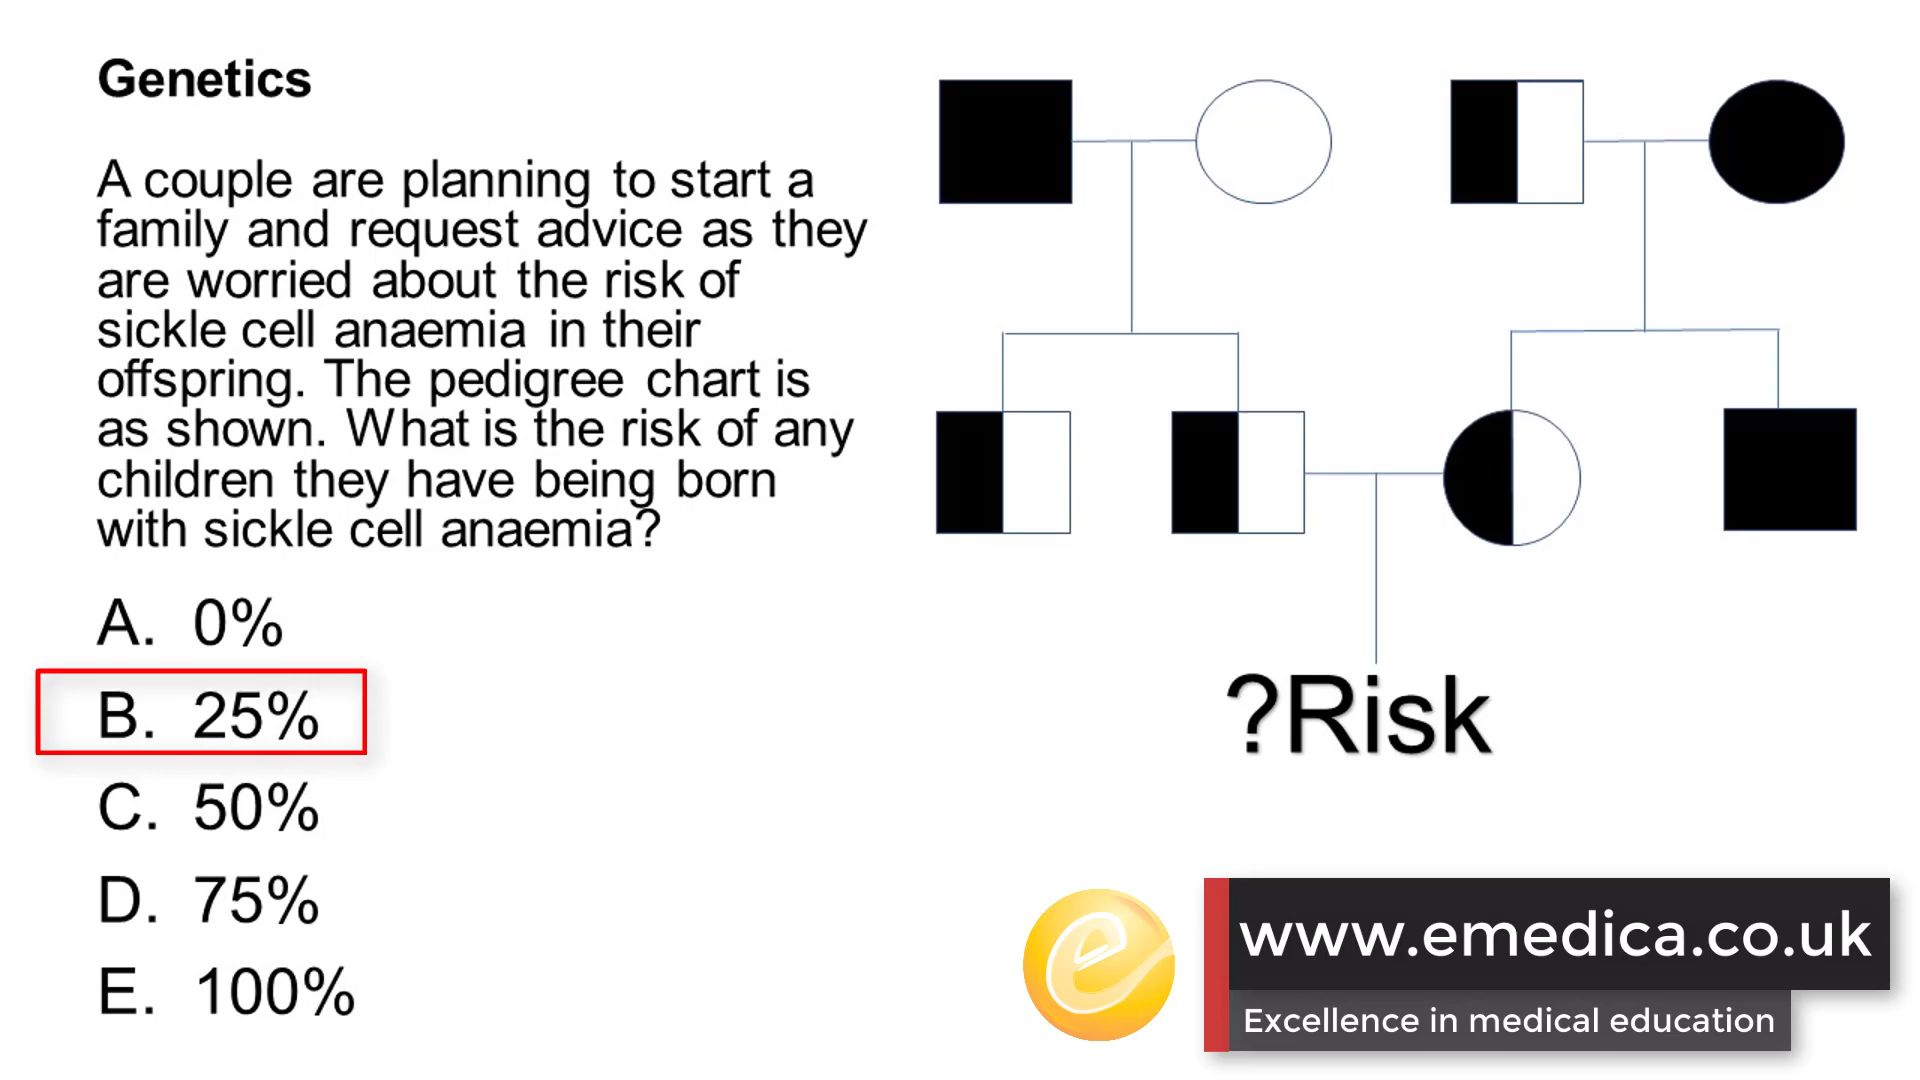 Genetics
A couple are planning to start a
family and request advice as they
are worried about the risk of
sickle cell anaemia in their
offspring. The pedigree chart is
as shown. What is the risk of any
children they have being born
with sickle cell anaemia?
A. 0%
B. 25%
C. 50%
D. 75%
E. 100%
?Risk
e
www.emedica.co.uk
Excellence in medical education